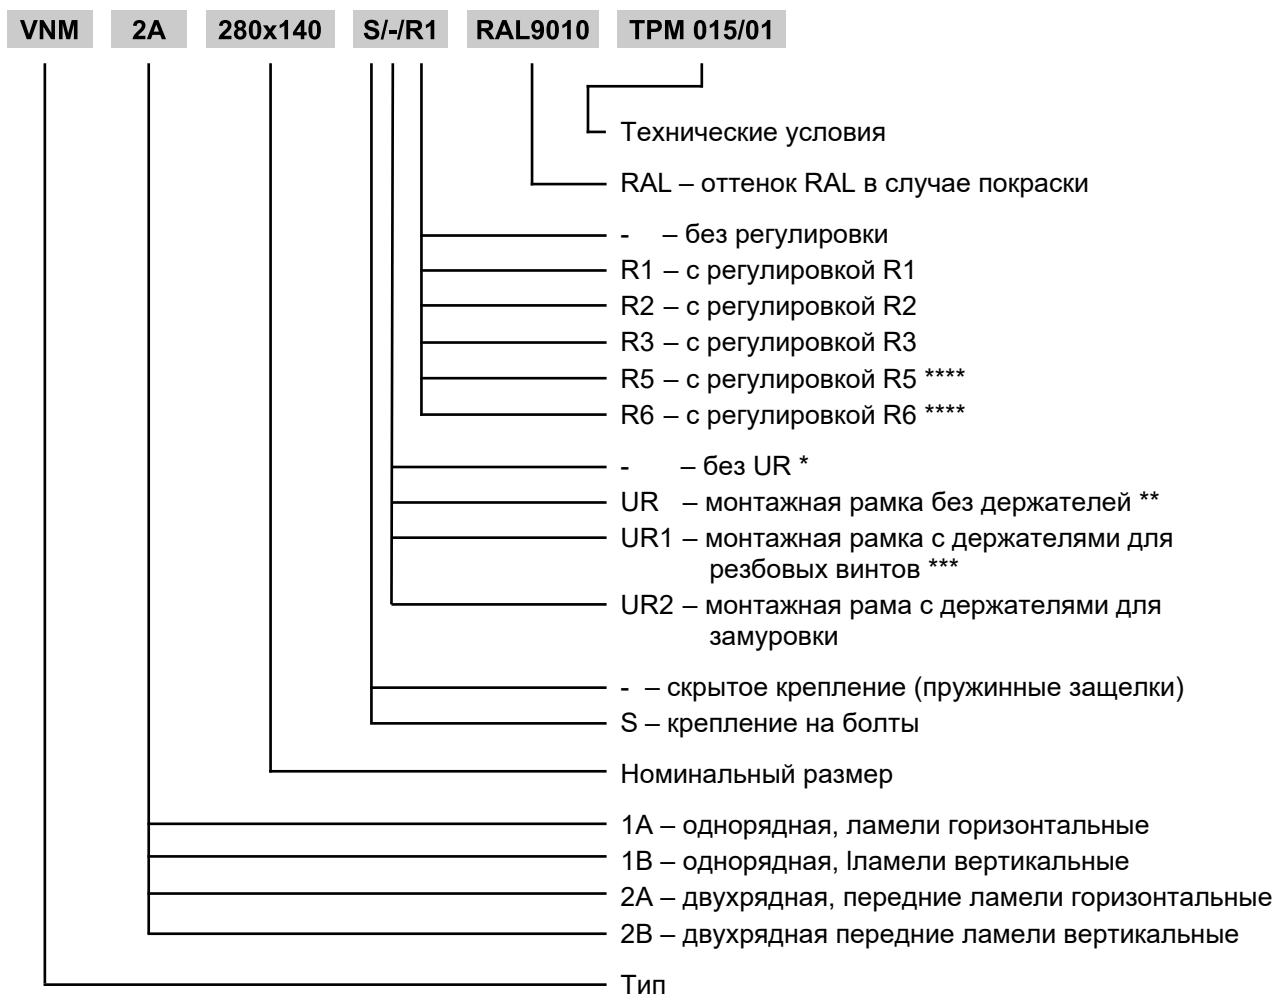 VNM 2A 280x140 S/-/R1 RAL9010 TPM 015/01
Технические условия
RAL – оттенок RAL в случае покраски
- – без регулировки
R1 – с регулировкой R1
R2 – с регулировкой R2
R3 – с регулировкой R3
R5 – с регулировкой R5 ****
R6 – с регулировкой R6 ****
- – без UR *
UR – монтажная рамка без держателей **
UR1 – монтажная рамка с держателями для
резбовых винтов ***
UR2 – монтажная рама с держателями для
замуровки
- – скрытое крепление (пружинные защелки)
S – крепление на болты
Номинальный размер
1A – однорядная, ламели горизонтальные
1B – однорядная, lламели вертикальные
2A – двухрядная, передние ламели горизонтальные
2B – двухрядная передние ламели вертикальные
Тип